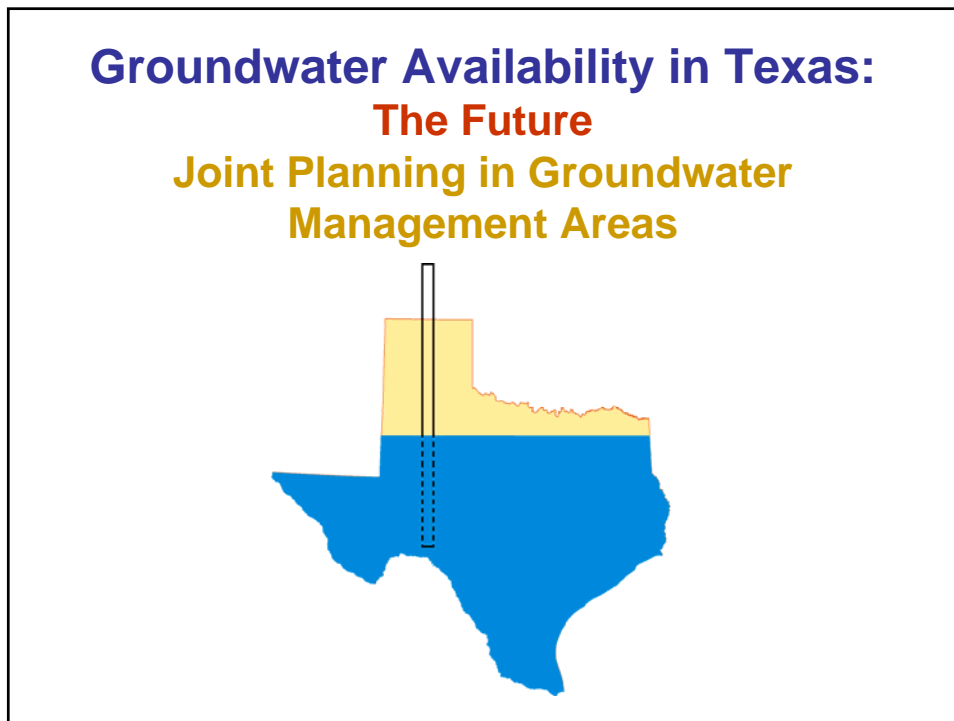 Groundwater Availability in Texas:
The Future
Joint Planning in Groundwater
Management Areas